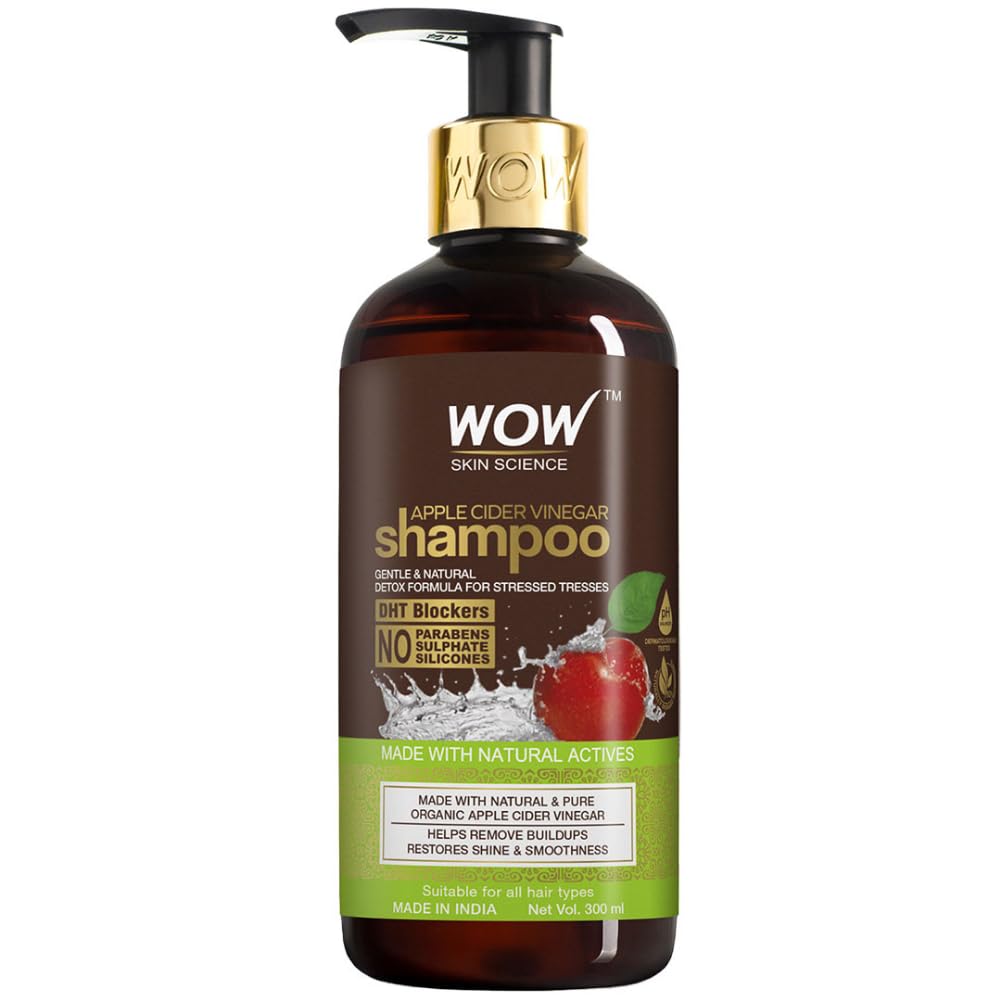 WOW
WOW™
SKIN SCIENCE
APPLE CIDER VINEGAR
shampoo
GENTLE & NATURAL
DETOX FORMULA FOR STRESSED TRESSES
DHT Blockers
NO PARABENS
SULPHATE
SILICONES
pH
MADE WITH NATURAL ACTIVES
MADE WITH NATURAL & PURE
ORGANIC APPLE CIDER VINEGAR
HELPS REMOVE BUILDUPS
RESTORES SHINE & SMOOTHNESS
Suitable for all hair types
MADE IN INDIA Net Vol. 300 ml